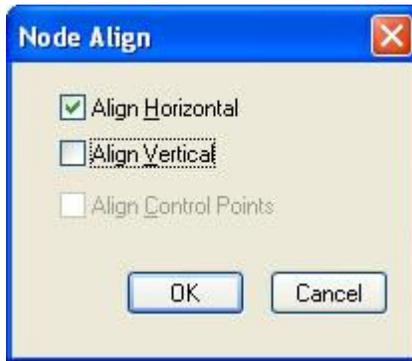 Node Align
Align Horizontal
Align Vertical
Align Control Points
OK
Cancel